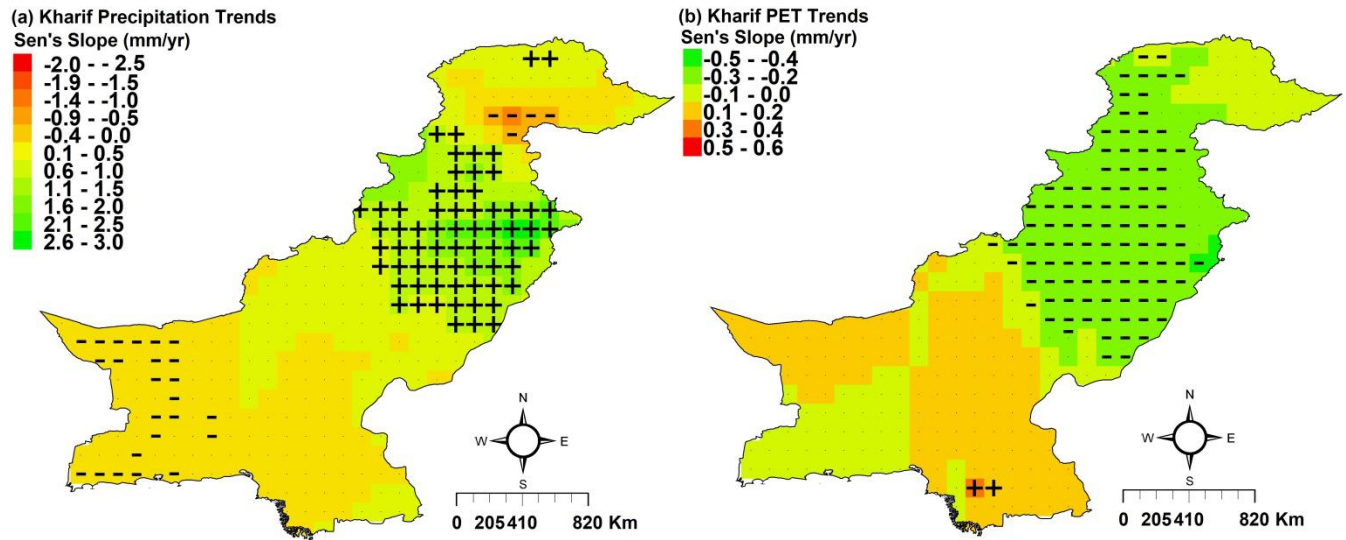 (a) Kharif Precipitation Trends
Sen's Slope (mm/yr)
-2.0 - - 2.5
-1.9 - -1.5
-1.4 - -1.0
-0.9 - -0.5
-0.4 - 0.0
0.1 - 0.5
0.6 - 1.0
1.1 - 1.5
1.6 - 2.0
2.1 - 2.5
2.6 - 3.0
N
W E
S
0 205 410 820 Km
(b) Kharif PET Trends
Sen's Slope (mm/yr)
-0.5 - -0.4
-0.3 - -0.2
-0.1 - 0.0
0.1 - 0.2
0.3 - 0.4
0.5 - 0.6
N
W E
S
0 205 410 820 Km